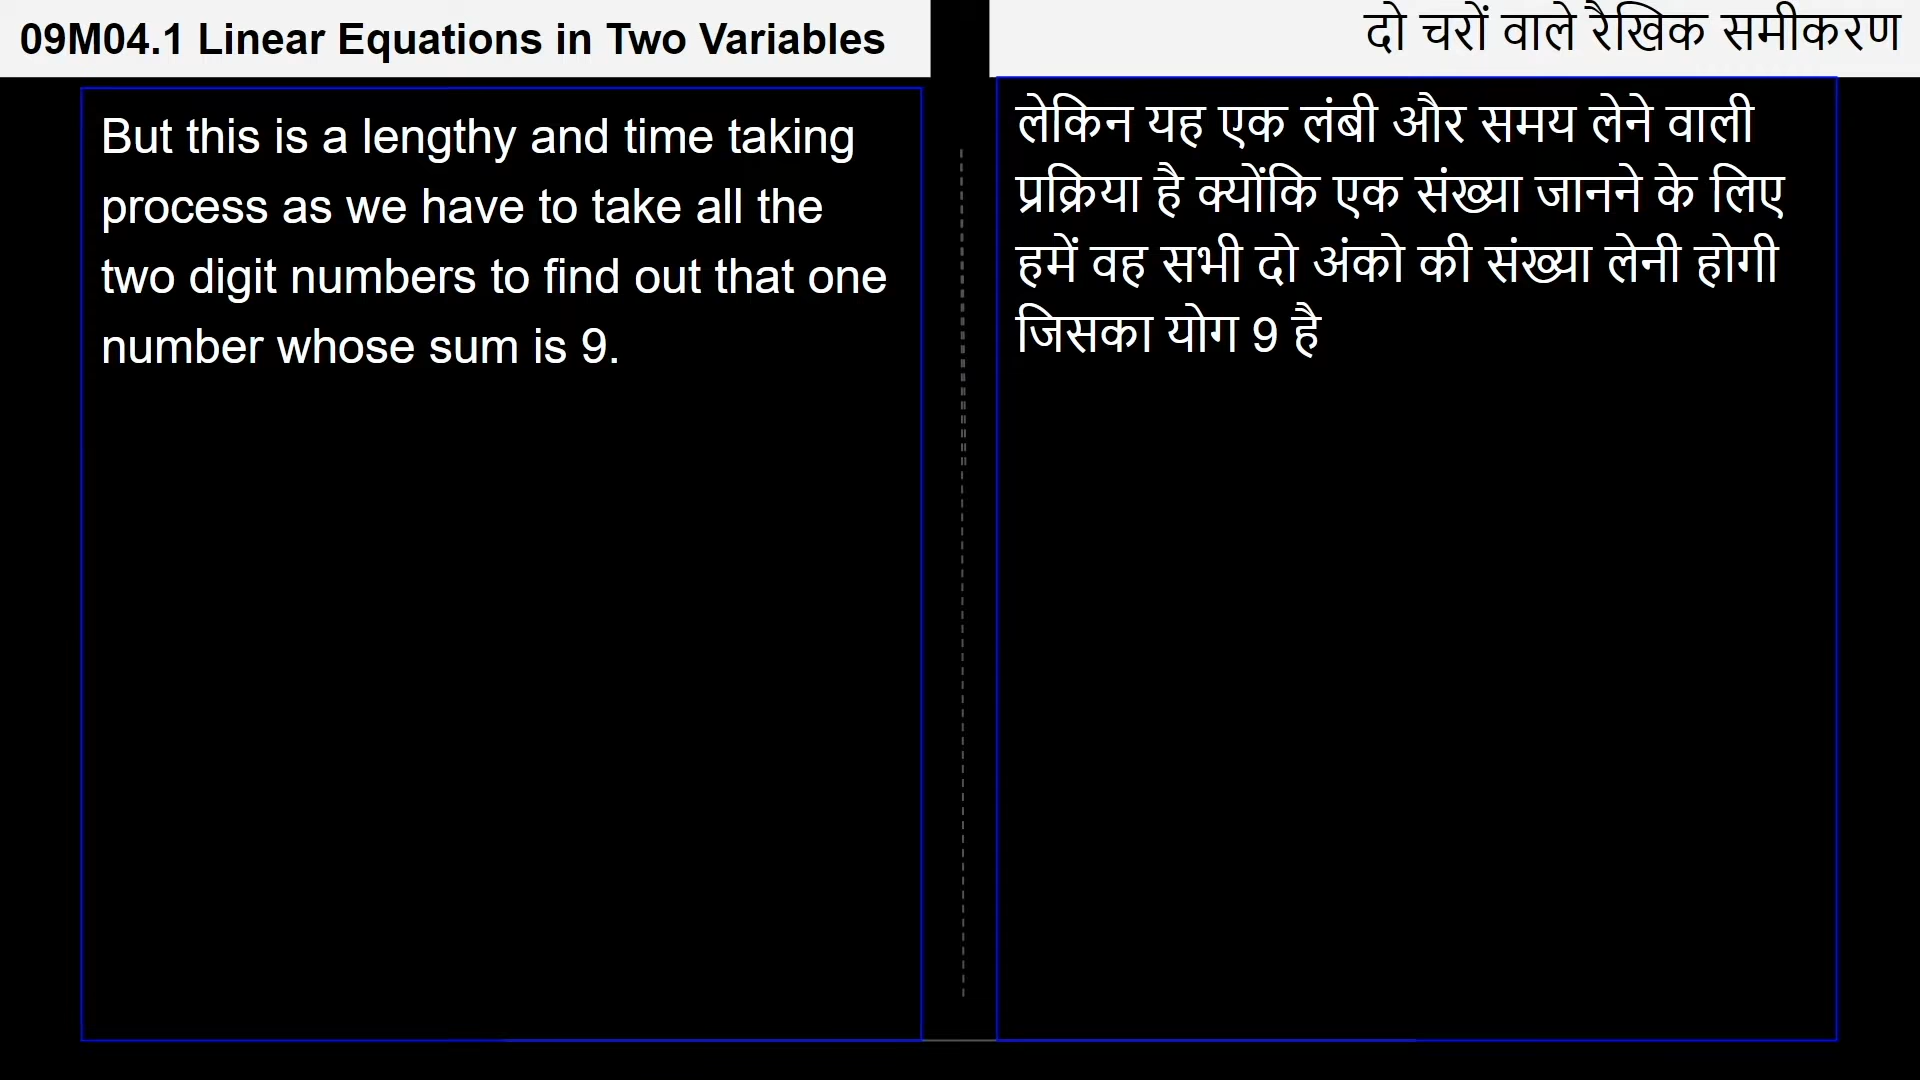 09M04.1 Linear Equations in Two Variables
दो चरों वाले रैखिक समीकरण
But this is a lengthy and time taking
process as we have to take all the
two digit numbers to find out that one
number whose sum is 9.
लेकिन यह एक लंबी और समय लेने वाली
प्रक्रिया है क्योंकि एक संख्या जानने के लिए
हमें वह सभी दो अंको की संख्या लेनी होगी
जिसका योग 9 है